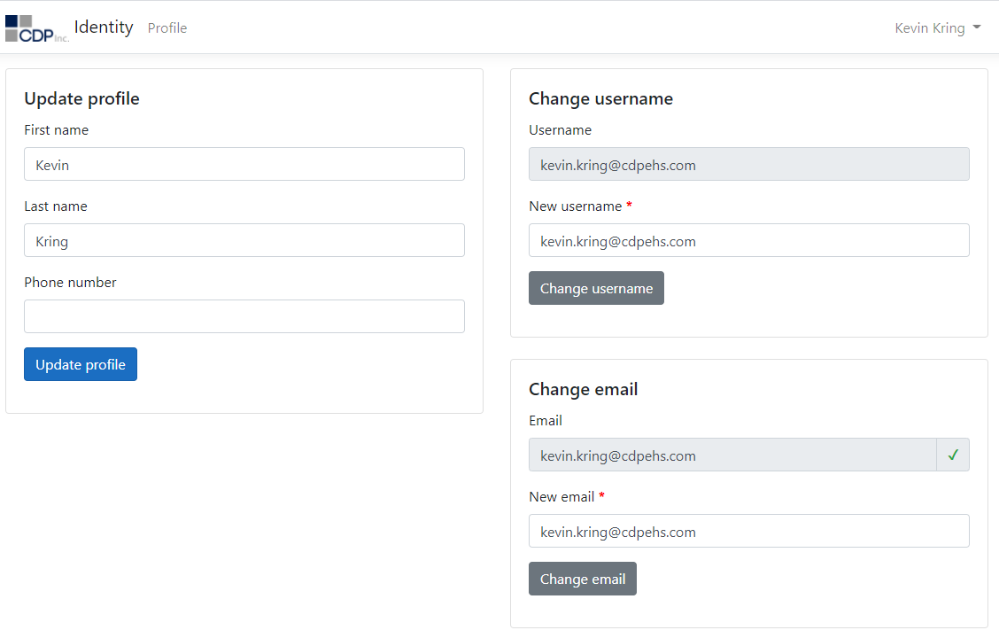 CDP Inc. Identity Profile Kevin Kring
Update profile
First name
Kevin
Last name
Kring
Phone number
Update profile
Change username
Username
kevin.kring@cdpehs.com
New username *
kevin.kring@cdpehs.com
Change username
Change email
Email
kevin.kring@cdpehs.com
New email *
kevin.kring@cdpehs.com
Change email